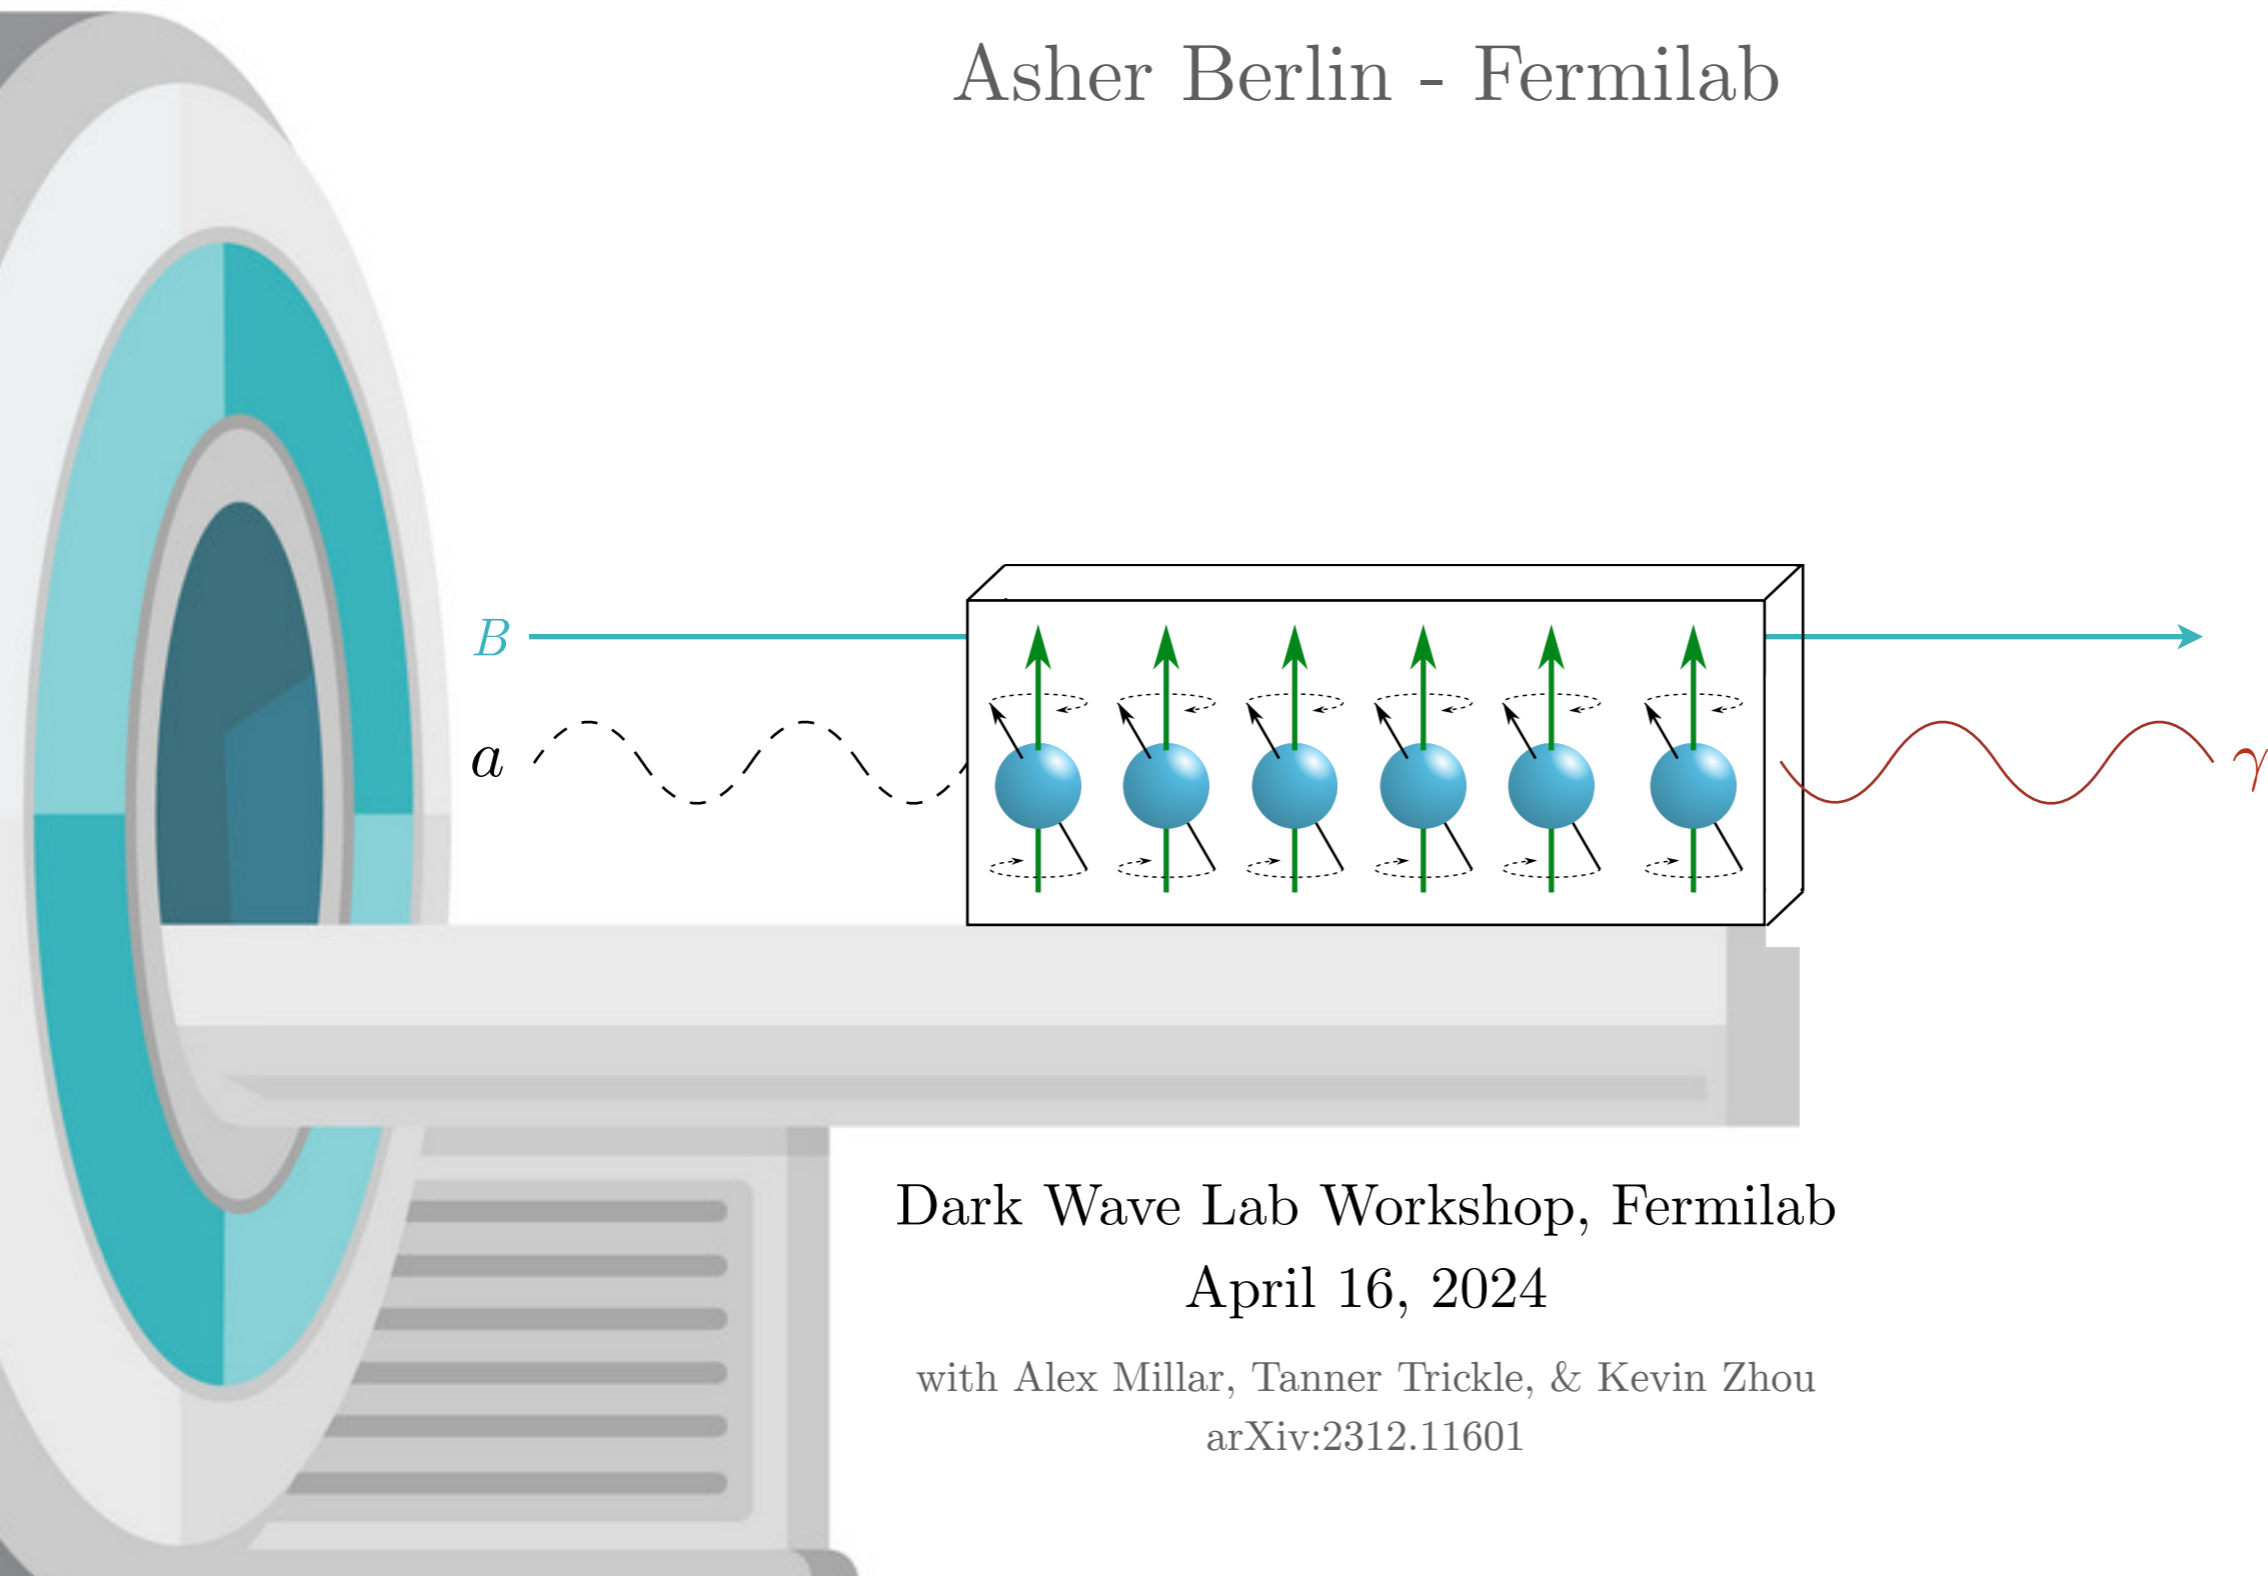 Asher Berlin - Fermilab
B
a
γ
Dark Wave Lab Workshop, Fermilab
April 16, 2024
with Alex Millar, Tanner Trickle, & Kevin Zhou
arXiv:2312.11601